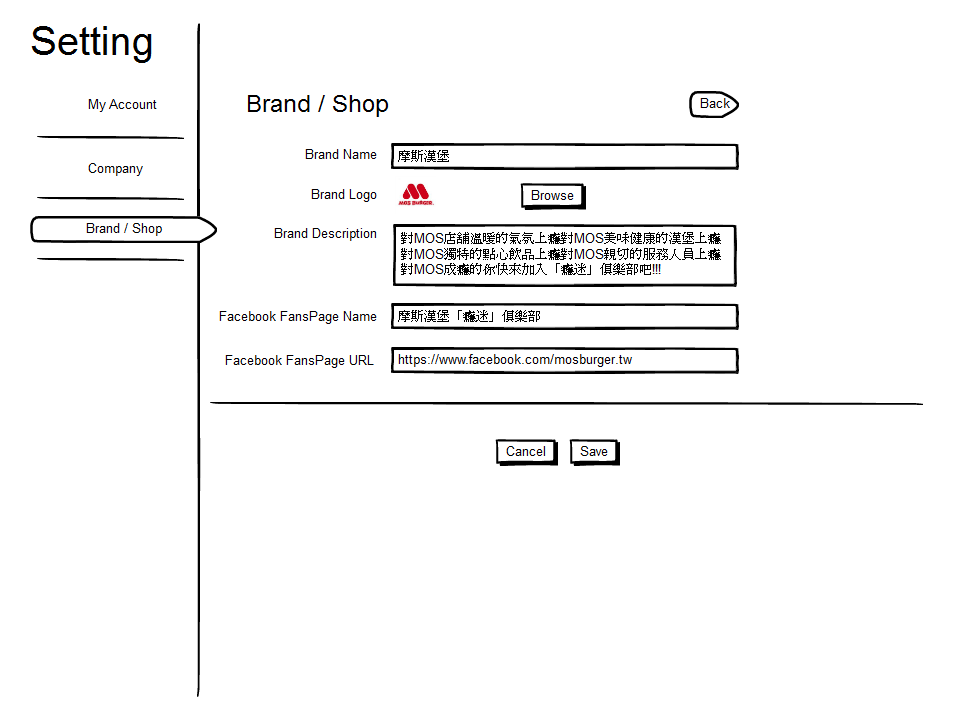 Setting
My Account
Company
Brand / Shop
Brand / Shop
Back
Brand Name
摩斯漢堡
Brand Logo
MOS BURGER
Browse
Brand Description
對MOS店舖溫暖的氣氛上癮對MOS美味健康的漢堡上癮
對MOS獨特的點心飲品上癮對MOS親切的服務人員上癮
對MOS成癮的你快來加入「癮迷」俱樂部吧!!!
Facebook FansPage Name
摩斯漢堡「癮迷」俱樂部
Facebook FansPage URL
https://www.facebook.com/mosburger.tw
Cancel
Save